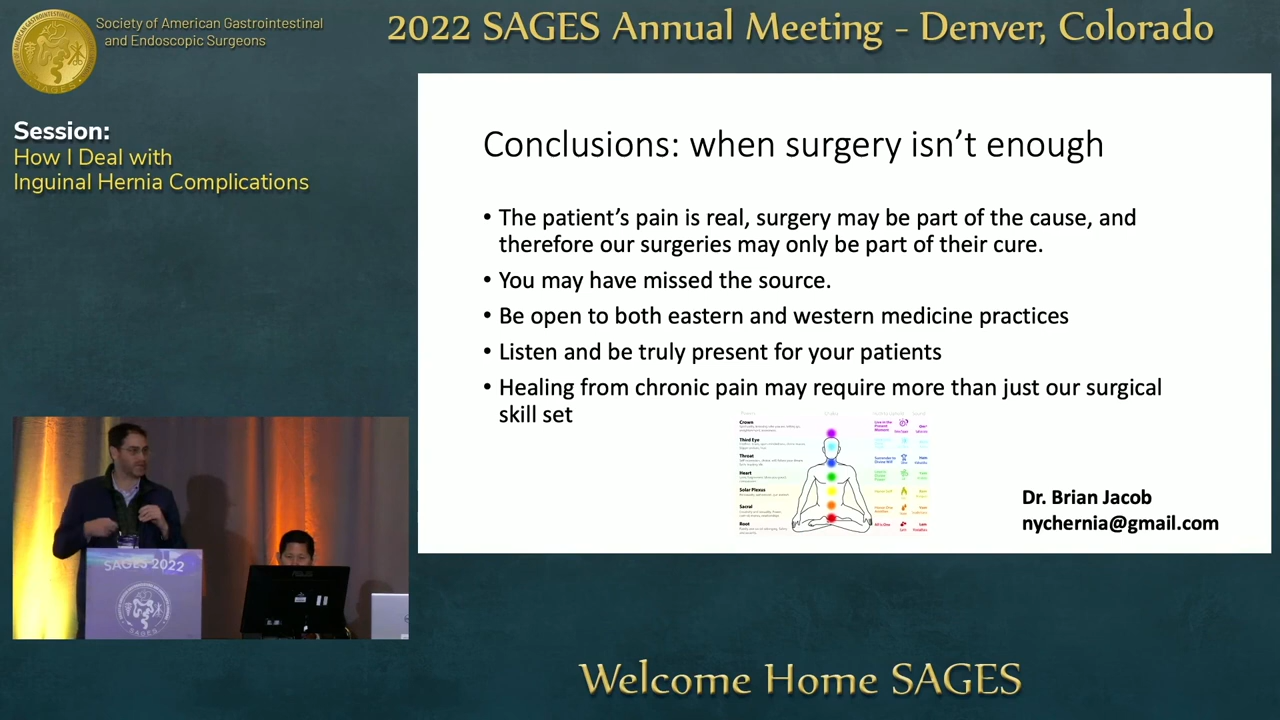 Society of American Gastrointestinal
and Endoscopic Surgeons
2022 SAGES Annual Meeting - Denver, Colorado
Session:
How I Deal with
Inguinal Hernia Complications
Conclusions: when surgery isn't enough
• The patient's pain is real, surgery may be part of the cause, and
therefore our surgeries may only be part of their cure.
• You may have missed the source.
• Be open to both eastern and western medicine practices
• Listen and be truly present for your patients
• Healing from chronic pain may require more than just our surgical
skill set
Crown
Third Eye
Throat
Heart
Solar Plexus
Sacral
Root
Dr. Brian Jacob
nychernia@gmail.com
SAGES 2022
SAGES
Welcome Home SAGES